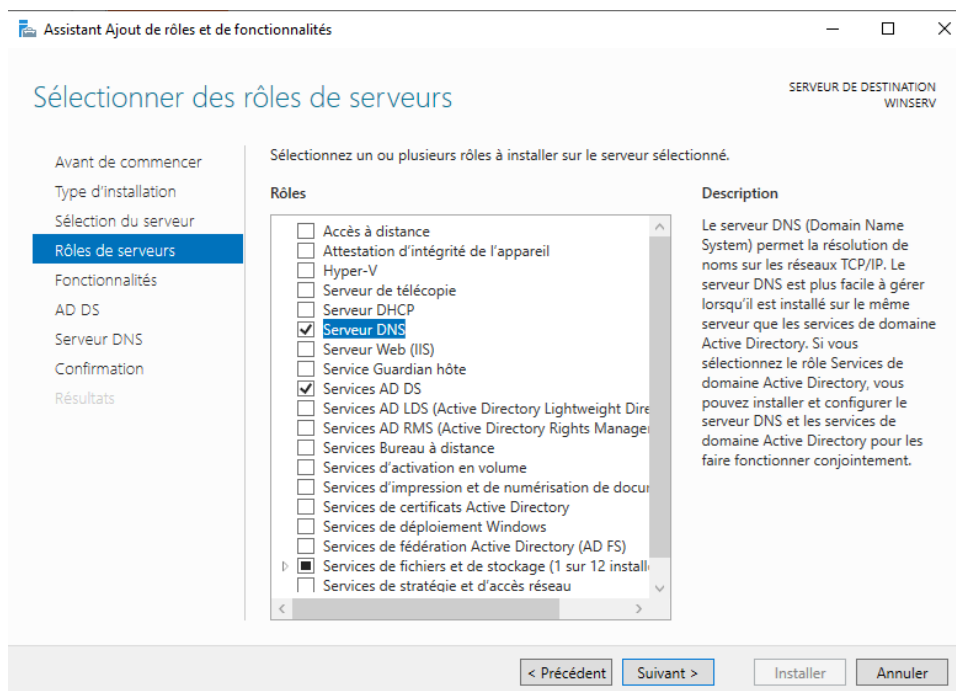 Assistant Ajout de rôles et de fonctionnalités
Sélectionner des rôles de serveurs
SERVEUR DE DESTINATION
WINSERV
Avant de commencer
Type d'installation
Sélection du serveur
Rôles de serveurs
Fonctionnalités
AD DS
Serveur DNS
Confirmation
Résultats
Sélectionnez un ou plusieurs rôles à installer sur le serveur sélectionné.
Rôles
Accès à distance
Attestation d'intégrité de l'appareil
Hyper-V
Serveur de télécopie
Serveur DHCP
Serveur DNS
Serveur Web (IIS)
Service Guardian hôte
Services AD DS
Services AD LDS (Active Directory Lightweight Dire
Services AD RMS (Active Directory Rights Manage
Services Bureau à distance
Services d'activation en volume
Services d'impression et de numérisation de docu
Services de certificats Active Directory
Services de déploiement Windows
Services de fédération Active Directory (AD FS)
Services de fichiers et de stockage (1 sur 12 install
Services de stratégie et d'accès réseau
Description
Le serveur DNS (Domain Name
System) permet la résolution de
noms sur les réseaux TCP/IP. Le
serveur DNS est plus facile à gérer
lorsqu'il est installé sur le même
serveur que les services de domaine
Active Directory. Si vous
sélectionnez le rôle Services de
domaine Active Directory, vous
pouvez installer et configurer le
serveur DNS et les services de
domaine Active Directory pour les
faire fonctionner conjointement.
< Précédent
Suivant >
Installer
Annuler